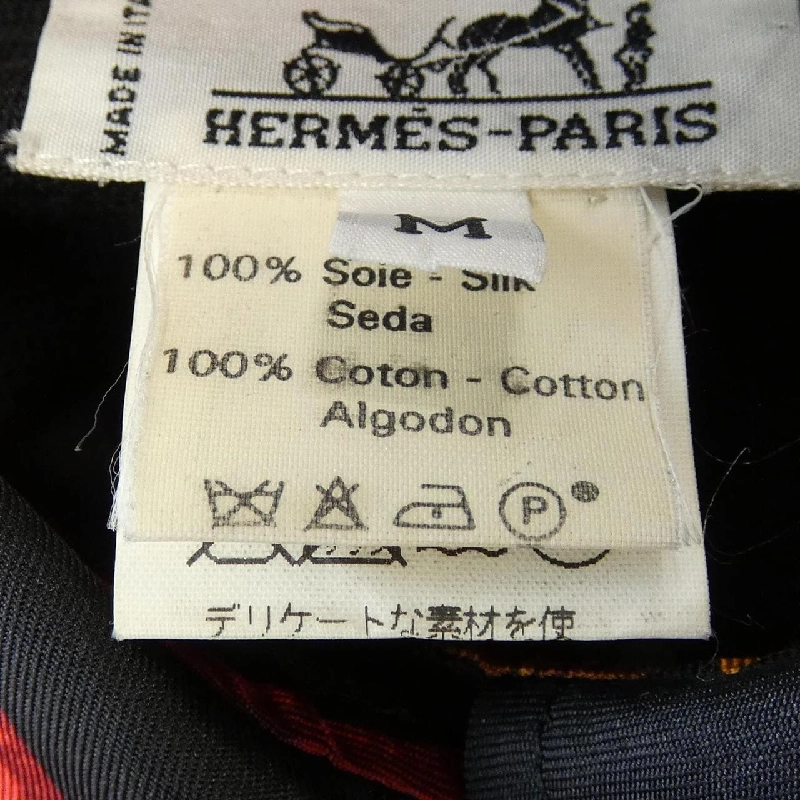 MADE IN ITA
HERMÈS-PARIS
M
100% Soie - Silk
Seda
100% Coton - Cotton
Algodon
P
デリケートな素材を使